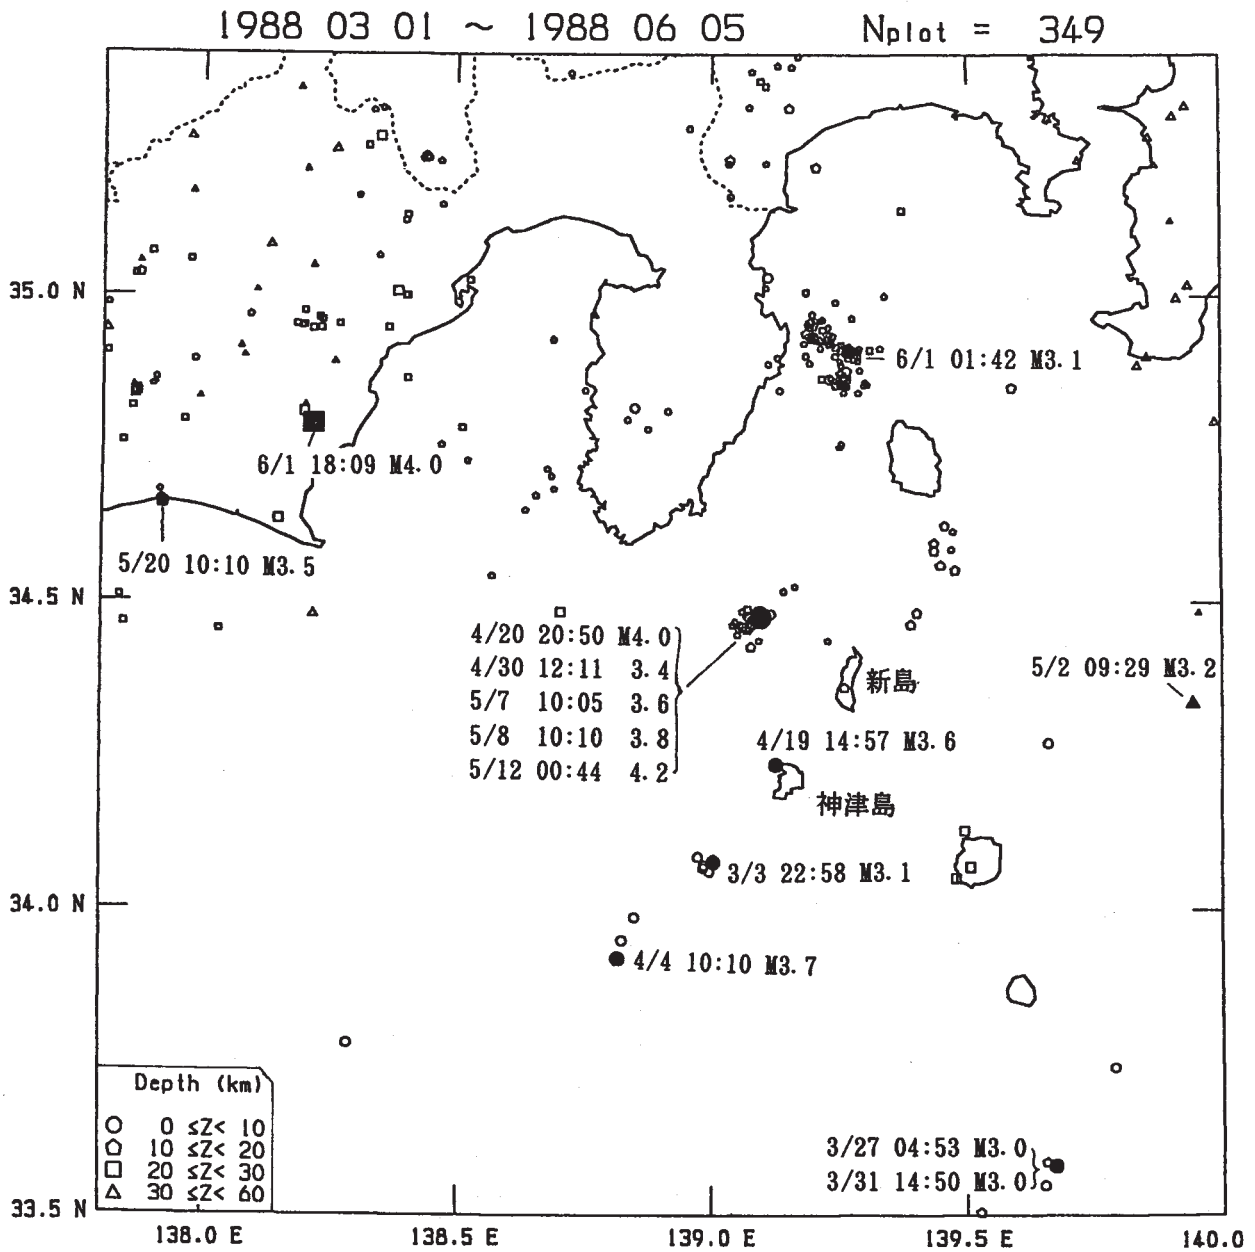 1988 03 01 ~ 1988 06 05 Nplot = 349
35.0 N
6/1 01:42 M3.1
6/1 18:09 M4.0
5/20 10:10 M3.5
34.5 N
4/20 20:50 M4.0
4/30 12:11 3.4
5/7 10:05 3.6
5/8 10:10 3.8
5/12 00:44 4.2
新島
5/2 09:29 M3.2
4/19 14:57 M3.6
神津島
3/3 22:58 M3.1
34.0 N
4/4 10:10 M3.7
Depth (km)
0 ≤Z< 10
10 ≤Z< 20
20 ≤Z< 30
30 ≤Z< 60
3/27 04:53 M3.0
3/31 14:50 M3.0
33.5 N
138.0 E 138.5 E 139.0 E 139.5 E 140.0